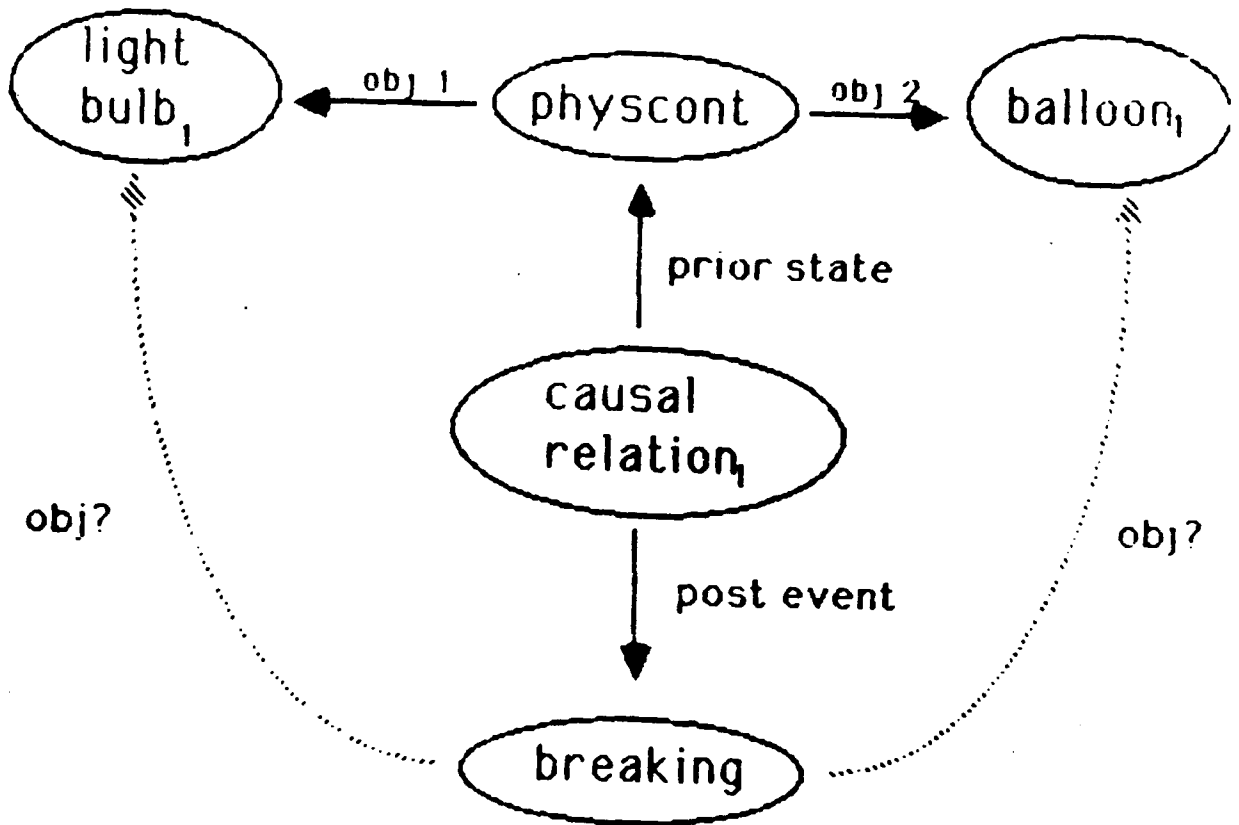 light
bulb₁
obj 1
physcont
obj 2
balloon₁
prior state
causal
relation₁
obj?
obj?
post event
breaking